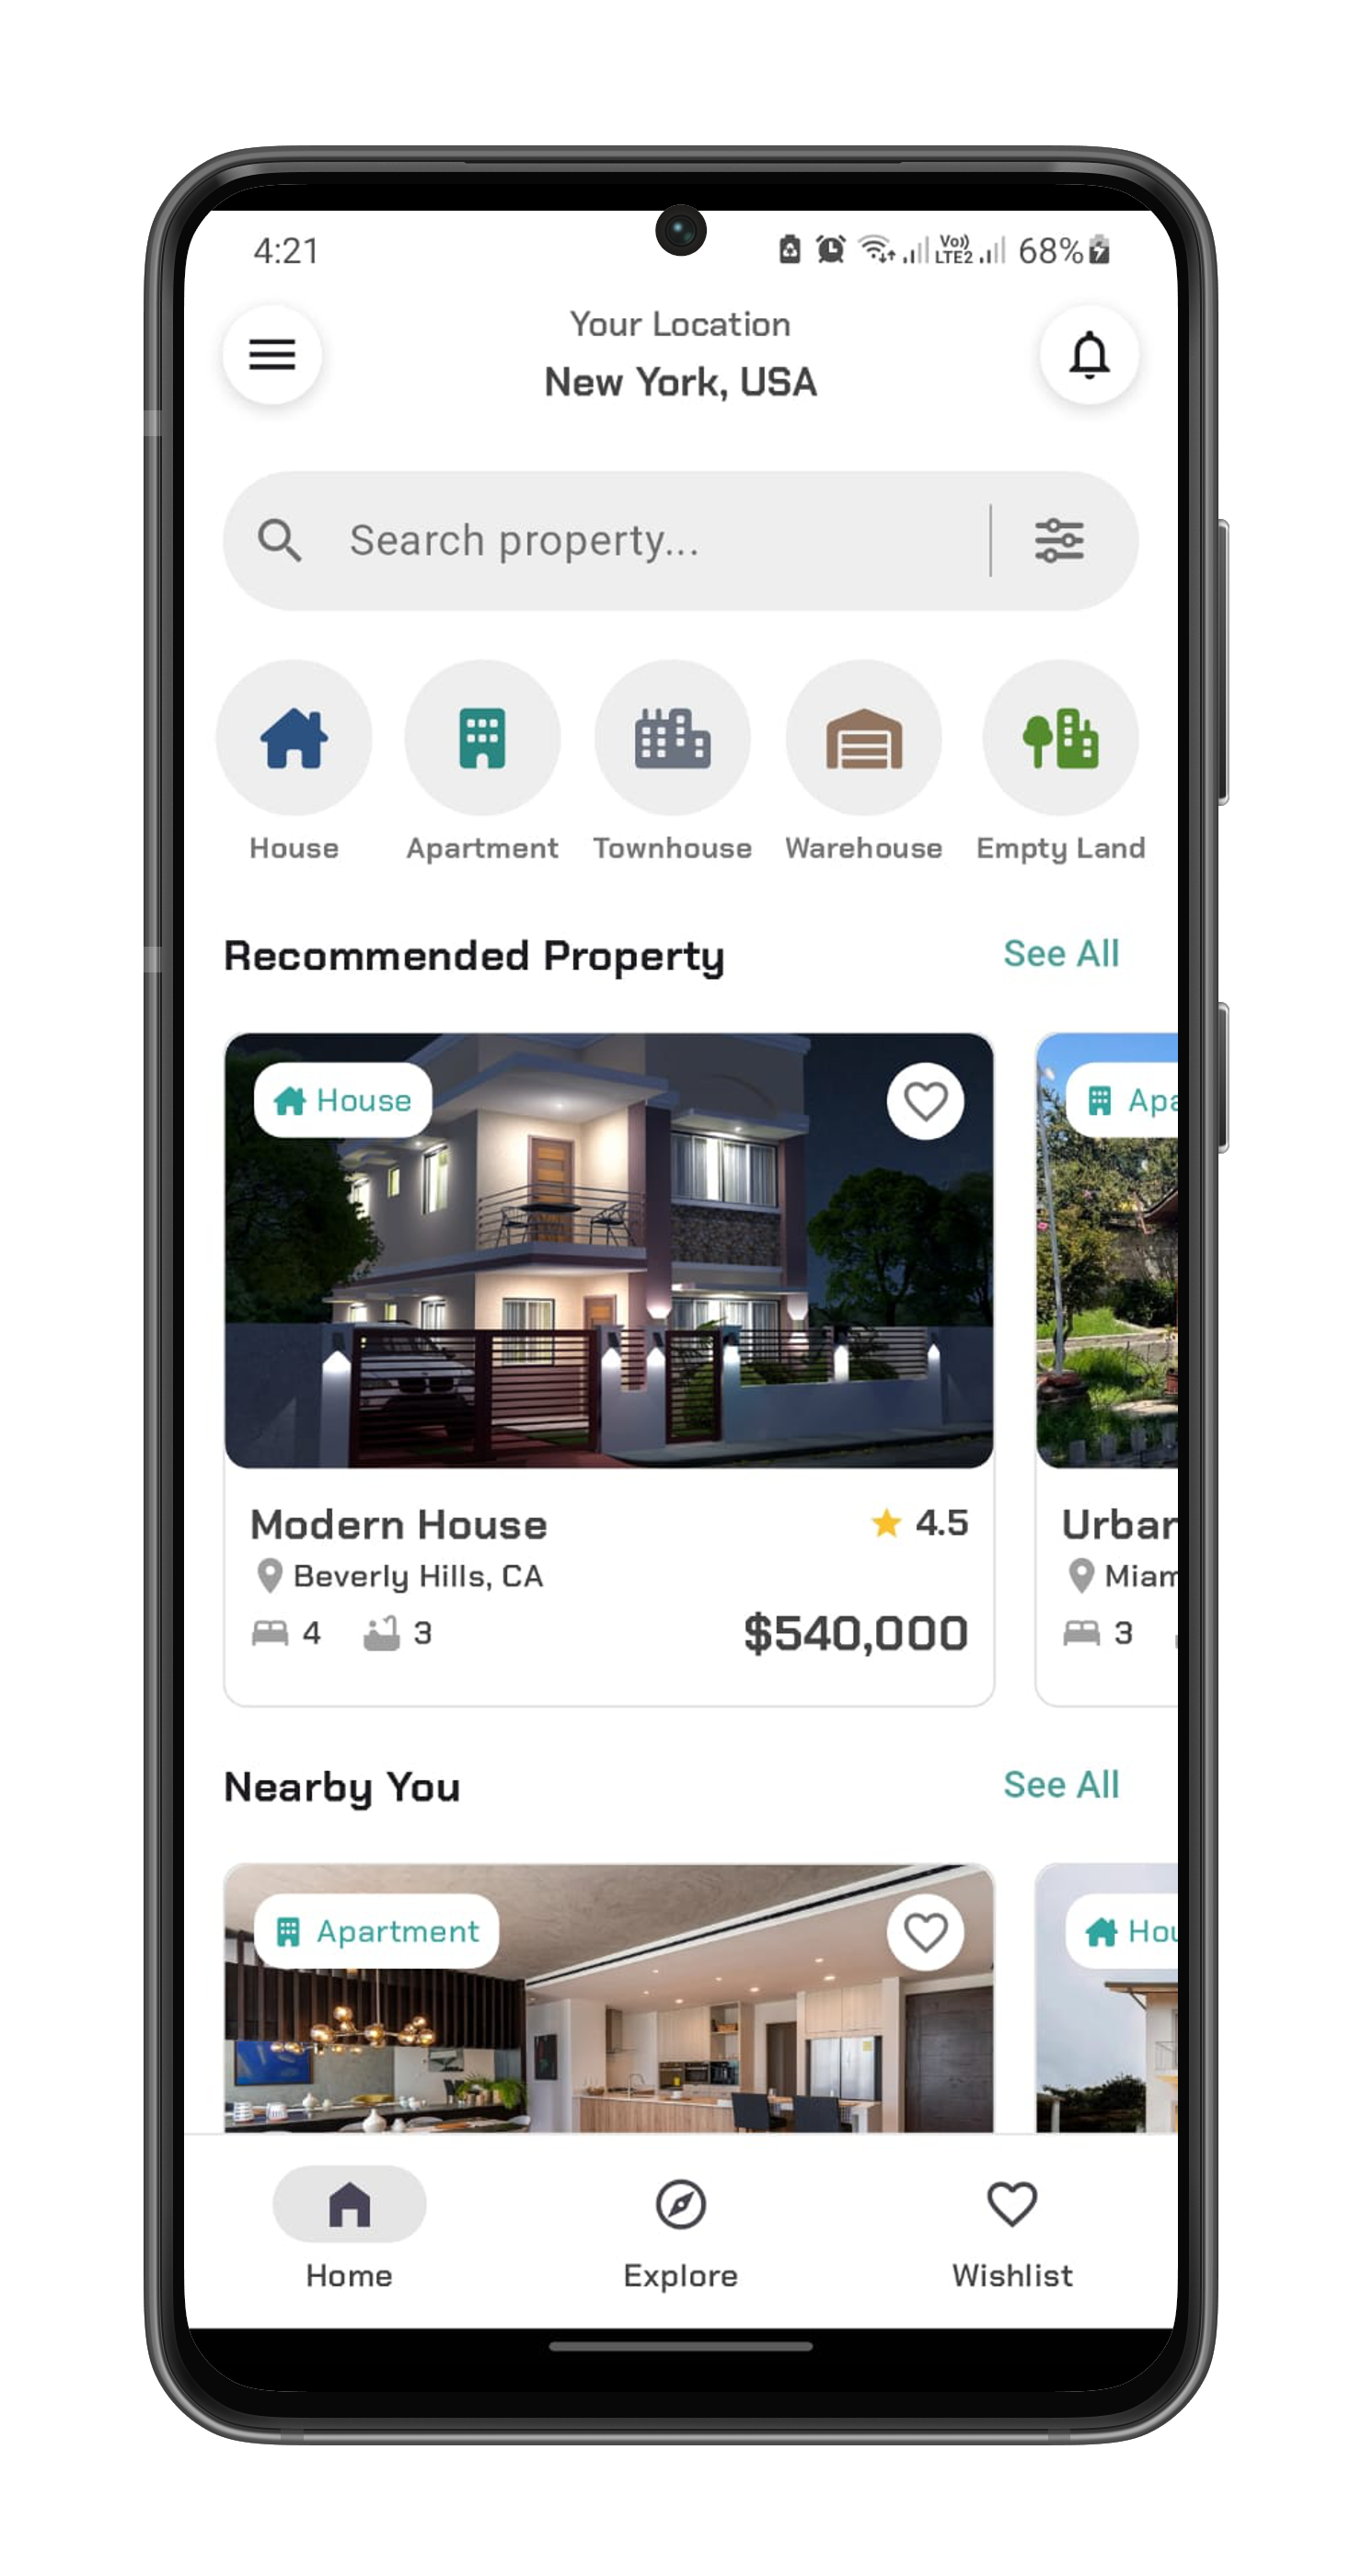 4:21
Vo)) LTE2 68%
Your Location
New York, USA
Search property...
House Apartment Townhouse Warehouse Empty Land
Recommended Property See All
House Apa
Modern House 4.5 Urban
Beverly Hills, CA Miam
4 3 $540,000 3
Nearby You See All
Apartment Hou
Home Explore Wishlist